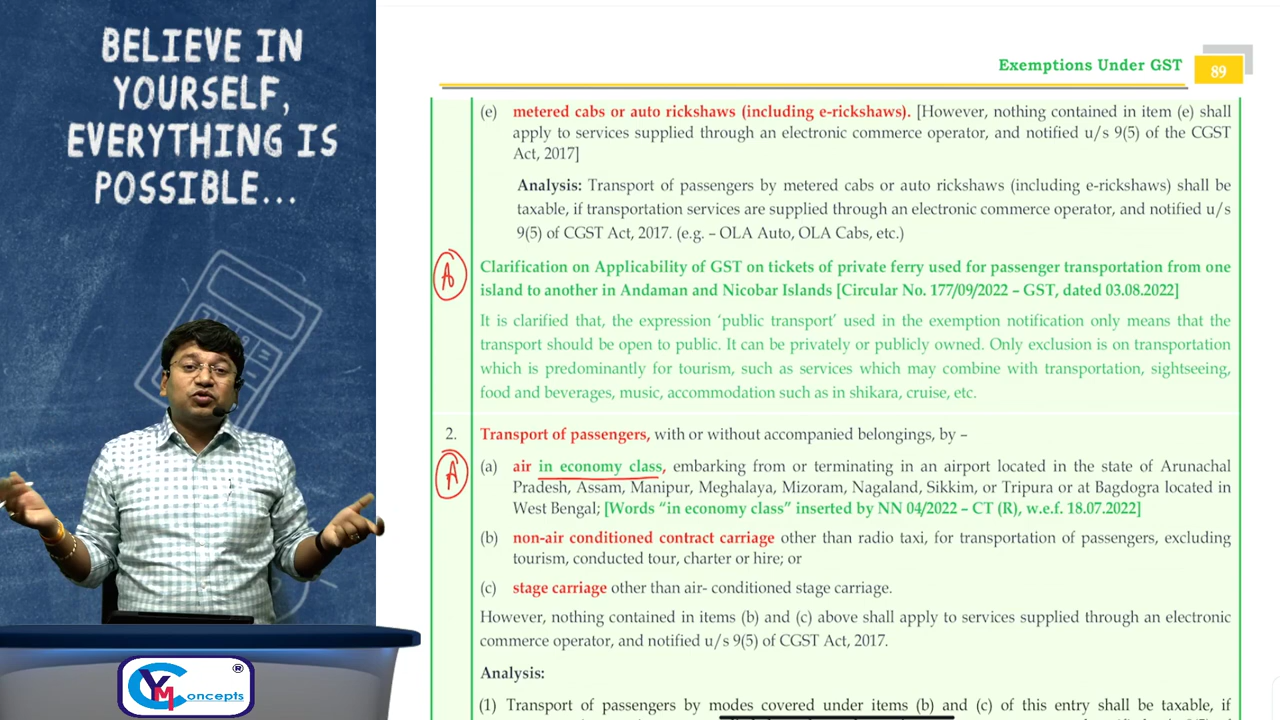 BELIEVE IN
YOURSELF,
EVERYTHING IS
POSSIBLE...
Exemptions Under GST
89
(e) metered cabs or auto rickshaws (including e-rickshaws). [However, nothing contained in item (e) shall
apply to services supplied through an electronic commerce operator, and notified u/s 9(5) of the CGST
Act, 2017]
Analysis: Transport of passengers by metered cabs or auto rickshaws (including e-rickshaws) shall be
taxable, if transportation services are supplied through an electronic commerce operator, and notified u/s
9(5) of CGST Act, 2017. (e.g. – OLA Auto, OLA Cabs, etc.)
Clarification on Applicability of GST on tickets of private ferry used for passenger transportation from one
island to another in Andaman and Nicobar Islands [Circular No. 177/09/2022 – GST, dated 03.08.2022]
It is clarified that, the expression 'public transport' used in the exemption notification only means that the
transport should be open to public. It can be privately or publicly owned. Only exclusion is on transportation
which is predominantly for tourism, such as services which may combine with transportation, sightseeing,
food and beverages, music, accommodation such as in shikara, cruise, etc.
2. Transport of passengers, with or without accompanied belongings, by –
A
(a) air in economy class, embarking from or terminating in an airport located in the state of Arunachal
Pradesh, Assam, Manipur, Meghalaya, Mizoram, Nagaland, Sikkim, or Tripura or at Bagdogra located in
West Bengal; [Words "in economy class" inserted by NN 04/2022 – CT (R), w.e.f. 18.07.2022]
(b) non-air conditioned contract carriage other than radio taxi, for transportation of passengers, excluding
tourism, conducted tour, charter or hire; or
(c) stage carriage other than air- conditioned stage carriage.
However, nothing contained in items (b) and (c) above shall apply to services supplied through an electronic
commerce operator, and notified u/s 9(5) of CGST Act, 2017.
Analysis:
(1) Transport of passengers by modes covered under items (b) and (c) of this entry shall be taxable, if
YM Concepts ®